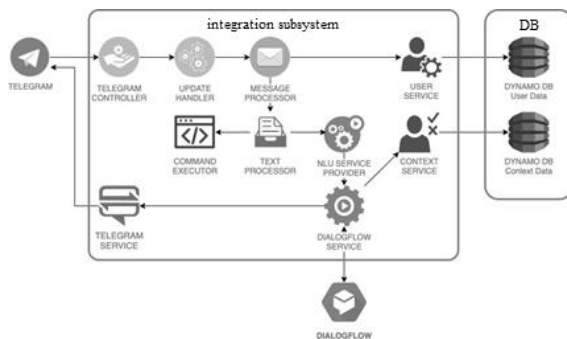 integration subsystem
DB
TELEGRAM
TELEGRAM
CONTROLLER
UPDATE
HANDLER
MESSAGE
PROCESSOR
USER
SERVICE
DYNAMO DB
User Data
COMMAND
EXECUTOR
TEXT
PROCESSOR
NLU SERVICE
PROVIDER
CONTEXT
SERVICE
DYNAMO DB
Context Data
TELEGRAM
SERVICE
DIALOGFLOW
SERVICE
DIALOGFLOW